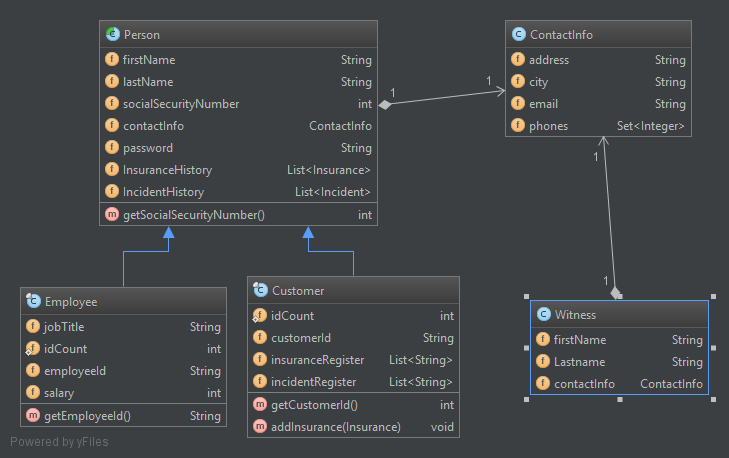 Person
firstName String
lastName String
socialSecurityNumber int
contactInfo ContactInfo
password String
InsuranceHistory List<Insurance>
IncidentHistory List<Incident>
getSocialSecurityNumber() int
1
1
ContactInfo
address String
city String
email String
phones Set<Integer>
1
1
Employee
jobTitle String
idCount int
employeeId String
salary int
getEmployeeId() String
Customer
idCount int
customerId String
insuranceRegister List<String>
incidentRegister List<String>
getCustomerId() int
addInsurance(Insurance) void
Witness
firstName String
Lastname String
contactInfo ContactInfo
Powered by yFiles